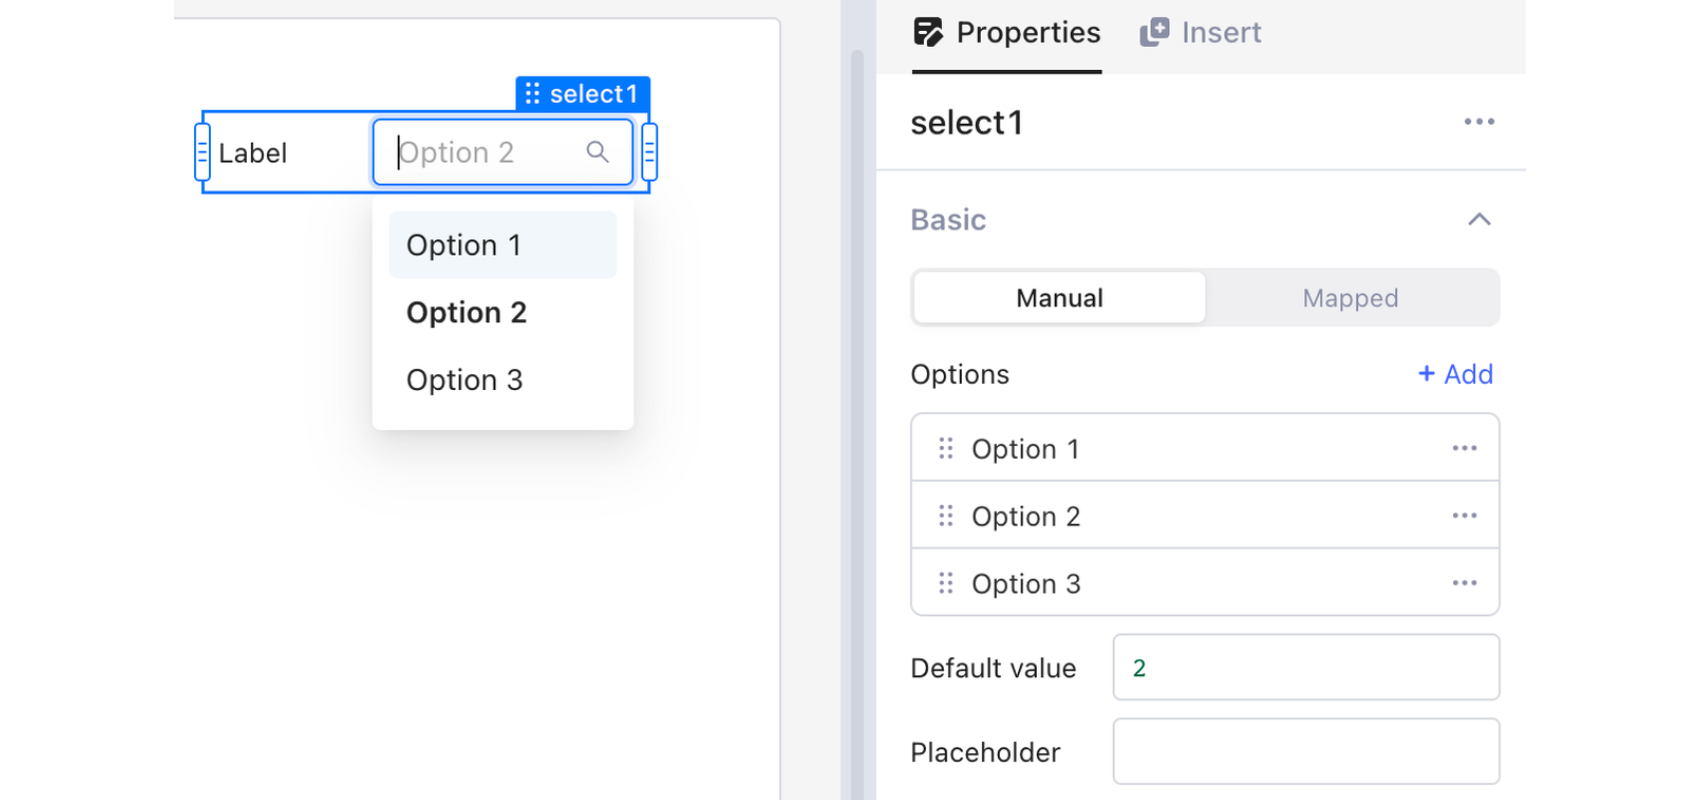 select1
Label
Option 2
Option 1
Option 2
Option 3
Properties
Insert
select1
Basic
Manual
Mapped
Options
+ Add
Option 1
Option 2
Option 3
Default value
2
Placeholder